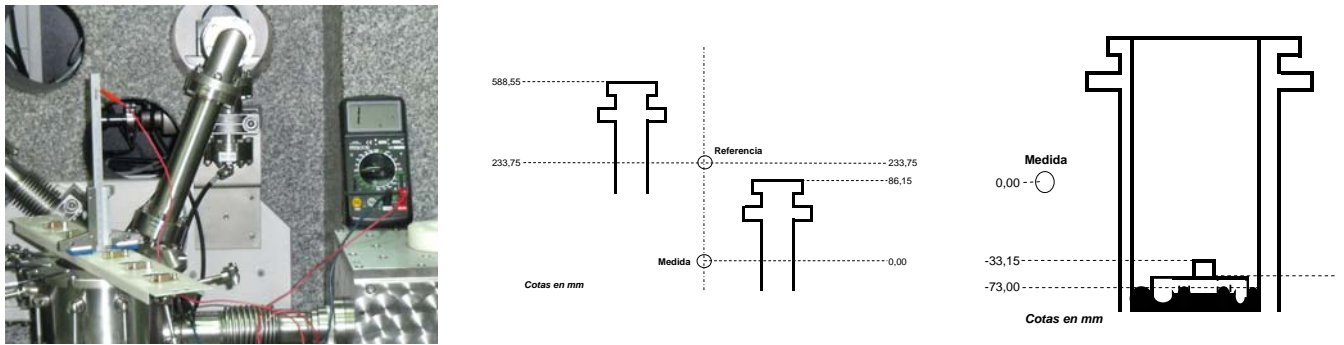 588,55
233,75
Referencia
233,75
86,15
Medida
0,00
Cotas en mm
Medida
0,00
-33,15
-73,00
Cotas en mm